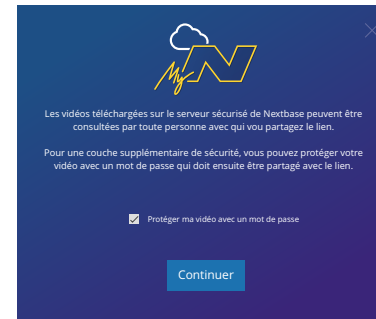 MyN
Les vidéos téléchargées sur le serveur sécurisé de Nextbase peuvent être
consultées par toute personne avec qui vou partagez le lien.
Pour une couche supplémentaire de sécurité, vous pouvez protéger votre
vidéo avec un mot de passe qui doit ensuite être partagé avec le lien.
Protéger ma vidéo avec un mot de passe
Continuer